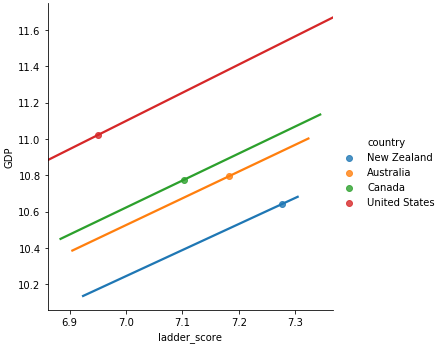 11.6
11.4
11.2
11.0
10.8
10.6
10.4
10.2
GDP
6.9 7.0 7.1 7.2 7.3
ladder_score
country
New Zealand
Australia
Canada
United States